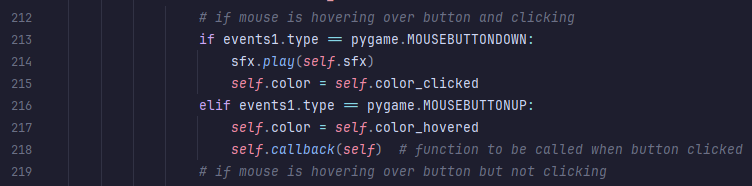 212 # if mouse is hovering over button and clicking
213 if events1.type == pygame.MOUSEBUTTONDOWN:
214 sfx.play(self.sfx)
215 self.color = self.color_clicked
216 elif events1.type == pygame.MOUSEBUTTONUP:
217 self.color = self.color_hovered
218 self.callback(self) # function to be called when button clicked
219 # if mouse is hovering over button but not clicking